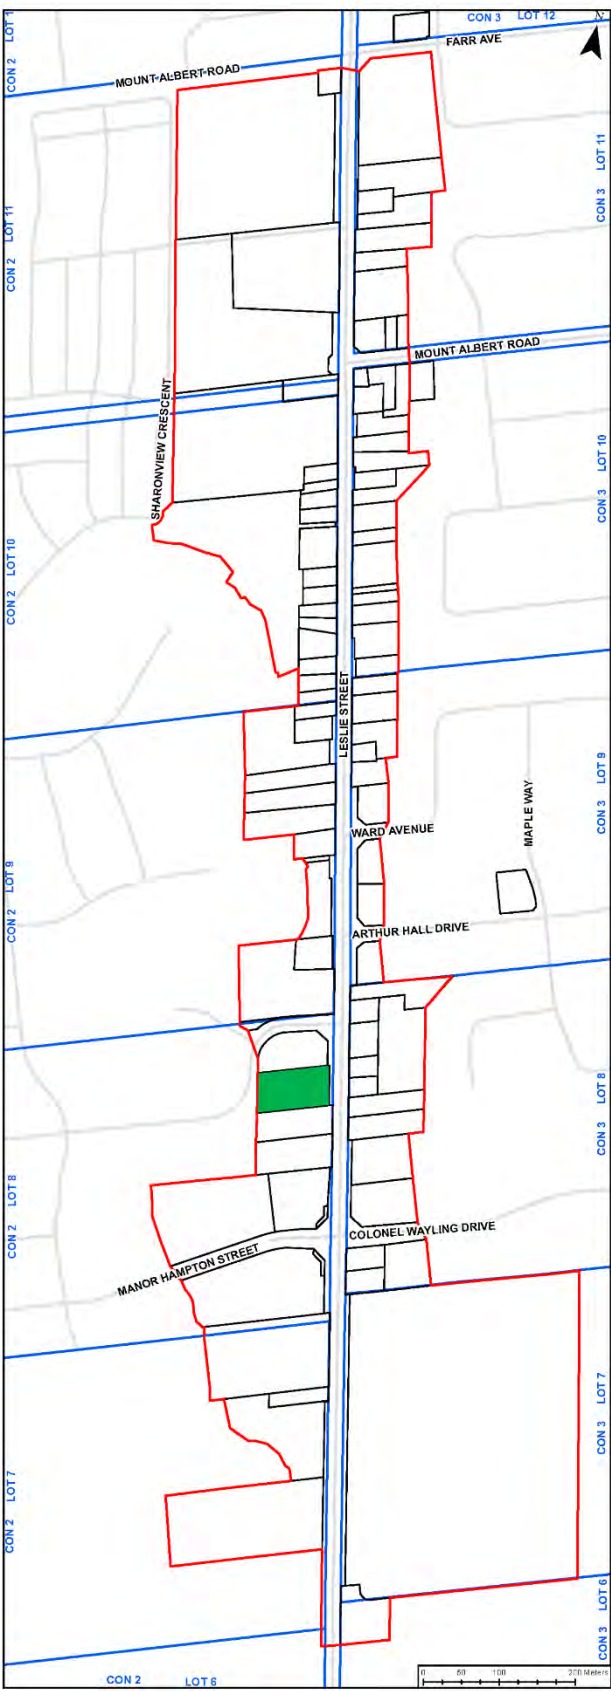 CON 3 LOT 12
N
FARR AVE
CON 2 LOT 1
MOUNT ALBERT ROAD
CON 3 LOT 11
CON 2 LOT 11
MOUNT ALBERT ROAD
SHARONVIEW CRESCENT
CON 3 LOT 10
CON 2 LOT 10
LESLIE STREET
CON 3 LOT 9
MAPLE WAY
WARD AVENUE
CON 2 LOT 9
ARTHUR HALL DRIVE
CON 3 LOT 8
CON 2 LOT 8
COLONEL WAYLING DRIVE
MANOR HAMPTON STREET
CON 3 LOT 7
CON 2 LOT 7
CON 3 LOT 6
CON 2 LOT 6
0 50 100 200 Meters